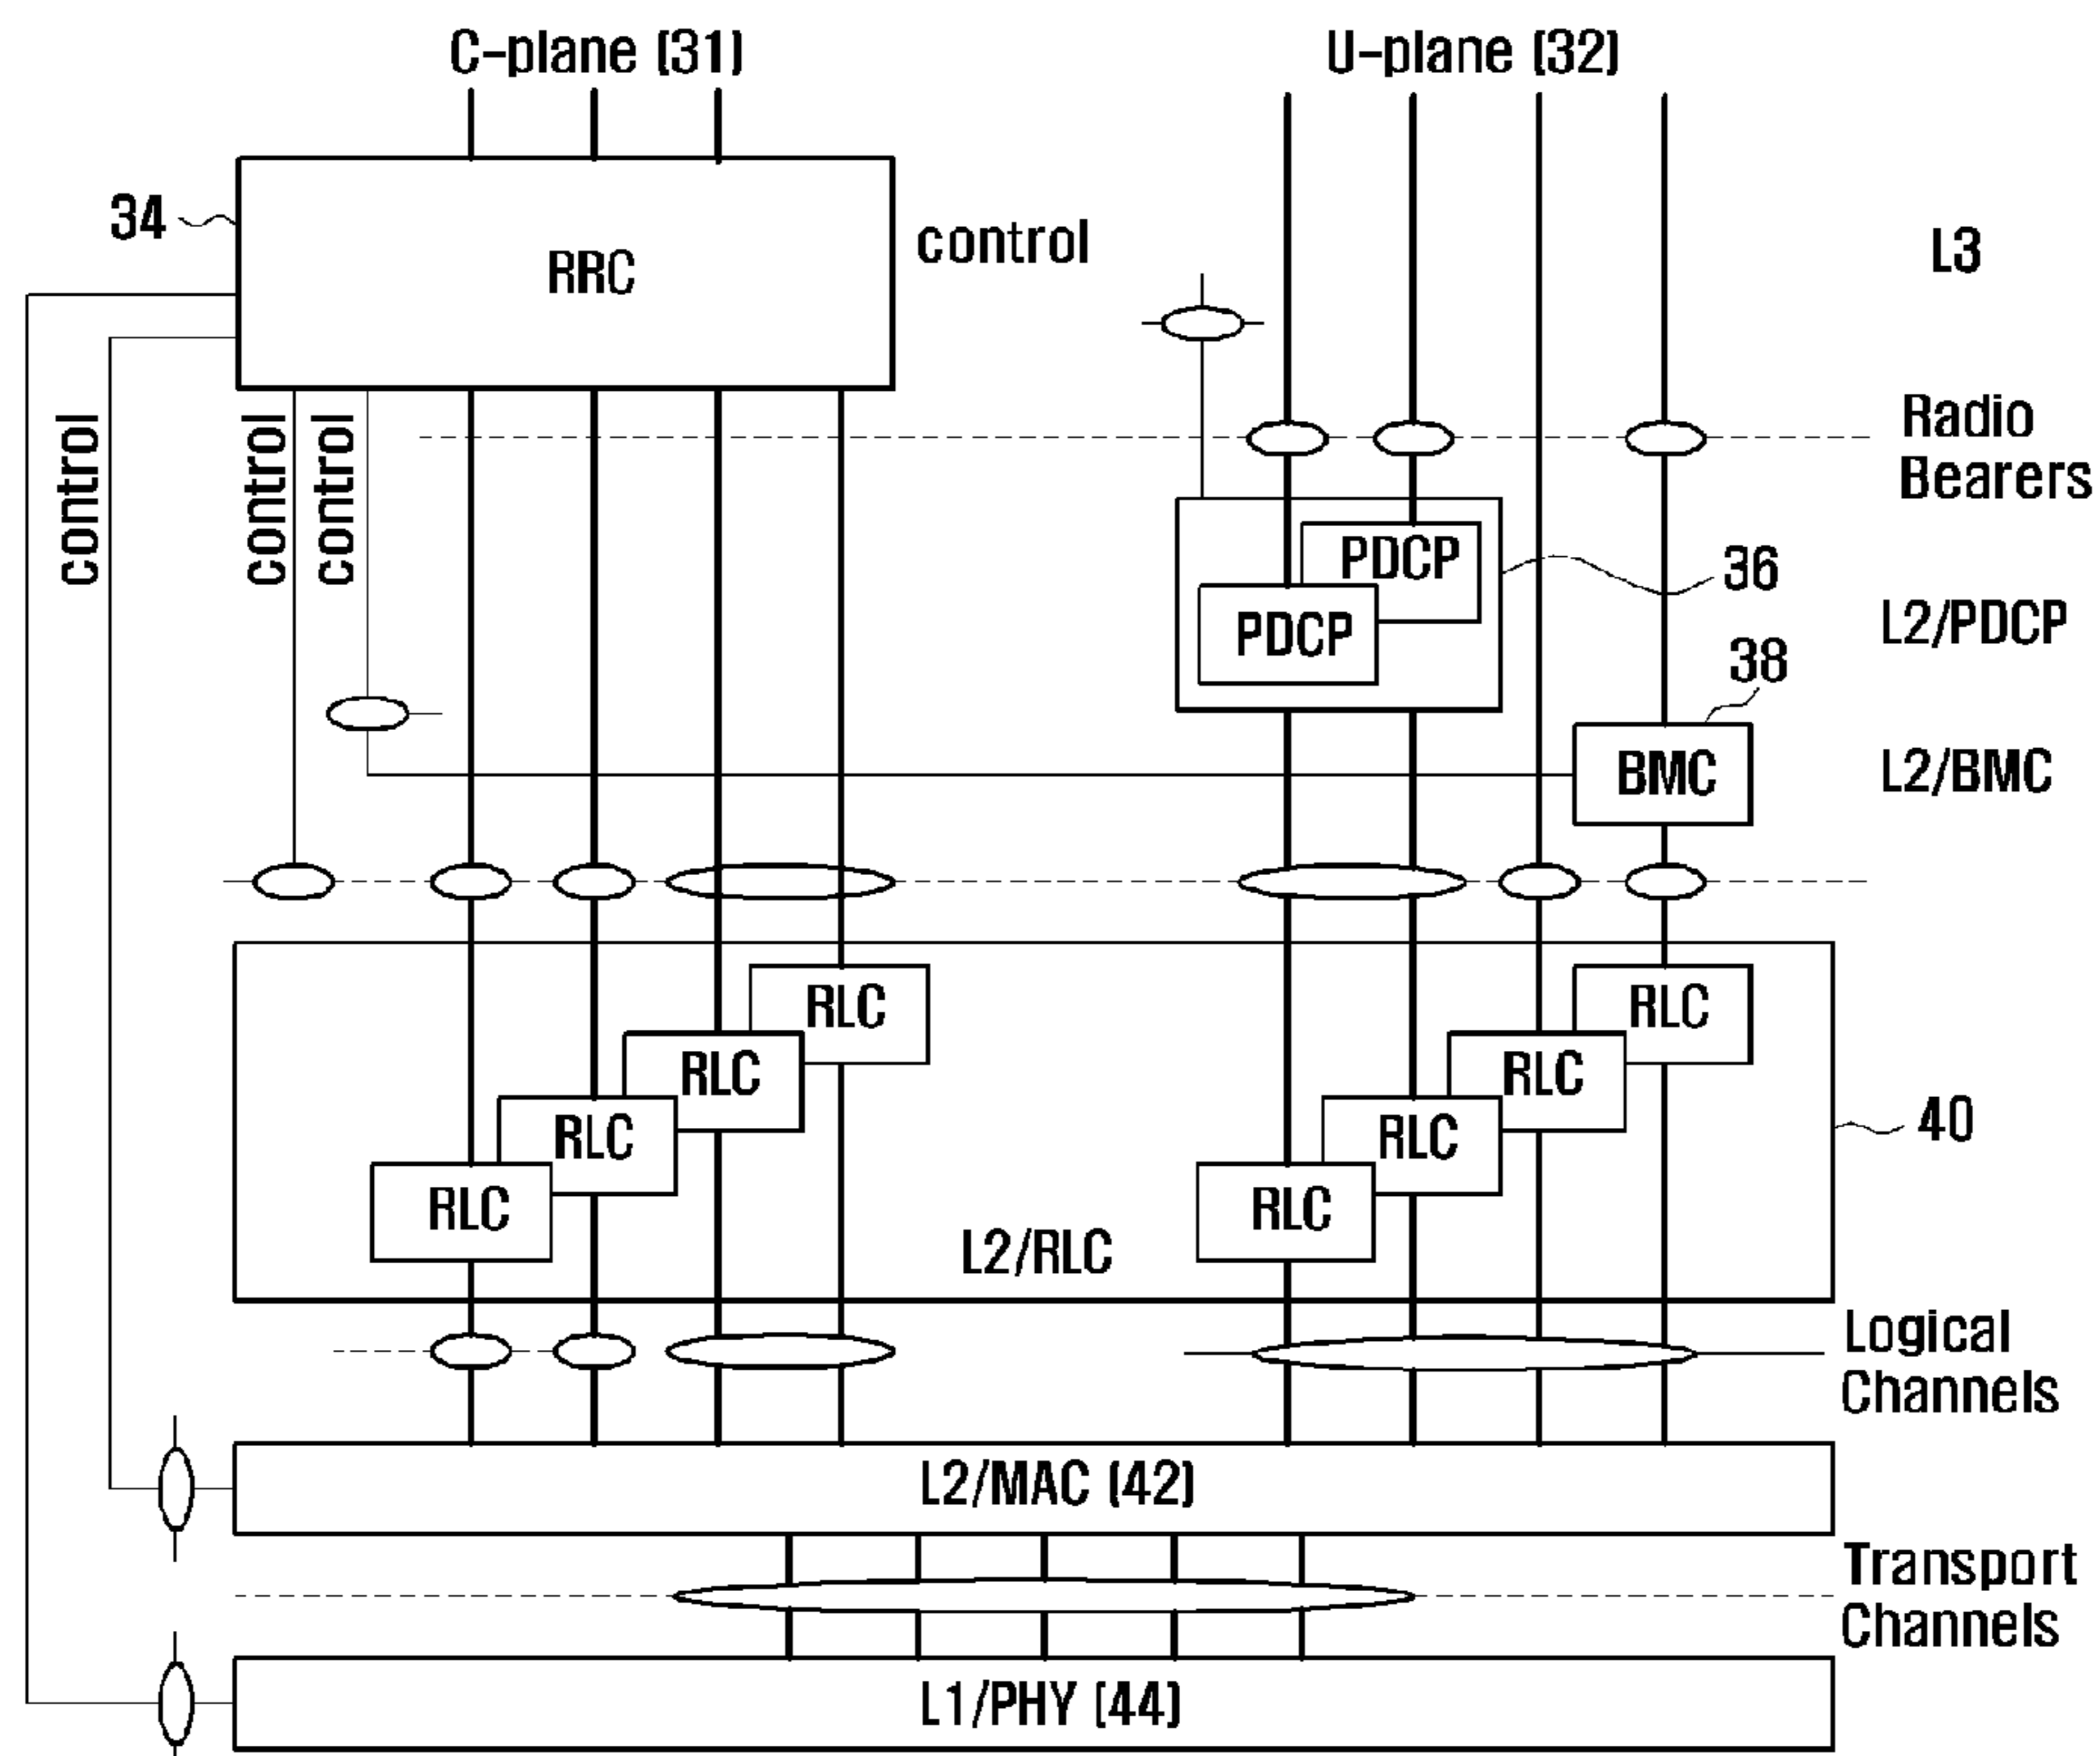 C-plane (31)
U-plane (32)
34
RRC
control
L3
control
control
control
Radio
Bearers
PDCP
PDCP
36
L2/PDCP
38
BMC
L2/BMC
RLC
RLC
RLC
RLC
RLC
RLC
RLC
RLC
40
L2/RLC
Logical
Channels
L2/MAC (42)
Transport
Channels
L1/PHY (44)